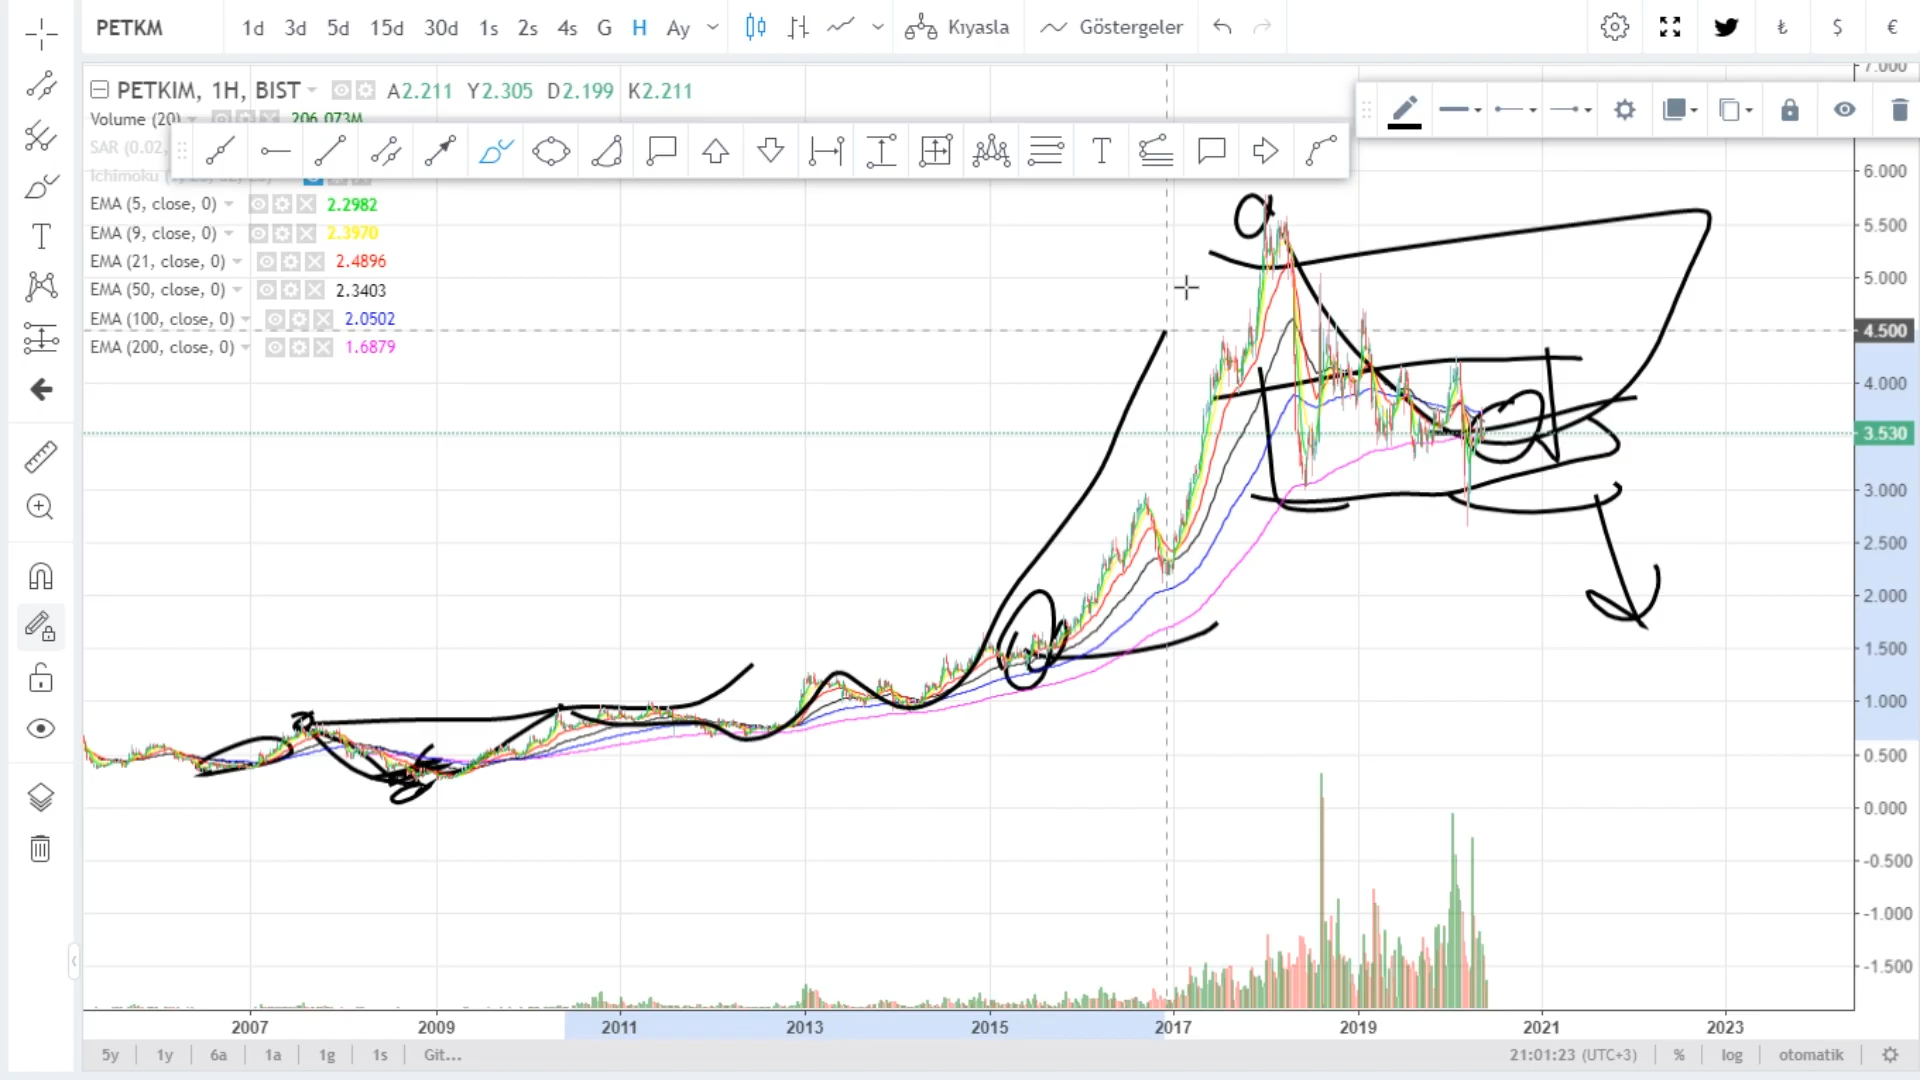 PETKM 1d 3d 5d 15d 30d 1s 2s 4s G H Ay Kıyasla Göstergeler ₺ $ €
PETKIM, 1H, BIST A2.211 Y2.305 D2.199 K2.211
Volume (20) 206.073M
SAR (0.02,
Ichimoku
EMA (5, close, 0) 2.2982
EMA (9, close, 0) 2.3970
EMA (21, close, 0) 2.4896
EMA (50, close, 0) 2.3403
EMA (100, close, 0) 2.0502
EMA (200, close, 0) 1.6879
7.000
6.000
5.500
5.000
4.500
4.000
3.530
3.000
2.500
2.000
1.500
1.000
0.500
0.000
-0.500
-1.000
-1.500
2007 2009 2011 2013 2015 2017 2019 2021 2023
5y 1y 6a 1a 1g 1s Git... 21:01:23 (UTC+3) % log otomatik